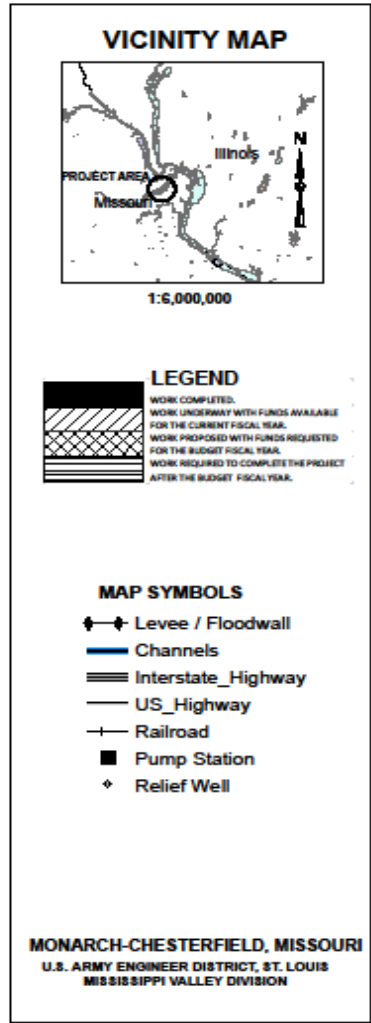 VICINITY MAP
N
Illinois
PROJECT AREA
Missouri
1:6,000,000
LEGEND
WORK COMPLETED.
WORK UNDERWAY WITH FUNDS AVAILABLE
FOR THE CURRENT FISCAL YEAR.
WORK PROPOSED WITH FUNDS REQUESTED
FOR THE BUDGET FISCAL YEAR.
WORK REQUIRED TO COMPLETE THE PROJECT
AFTER THE BUDGET FISCAL YEAR.
MAP SYMBOLS
Levee / Floodwall
Channels
Interstate_Highway
US_Highway
Railroad
Pump Station
Relief Well
MONARCH-CHESTERFIELD, MISSOURI
U.S. ARMY ENGINEER DISTRICT, ST. LOUIS
MISSISSIPPI VALLEY DIVISION